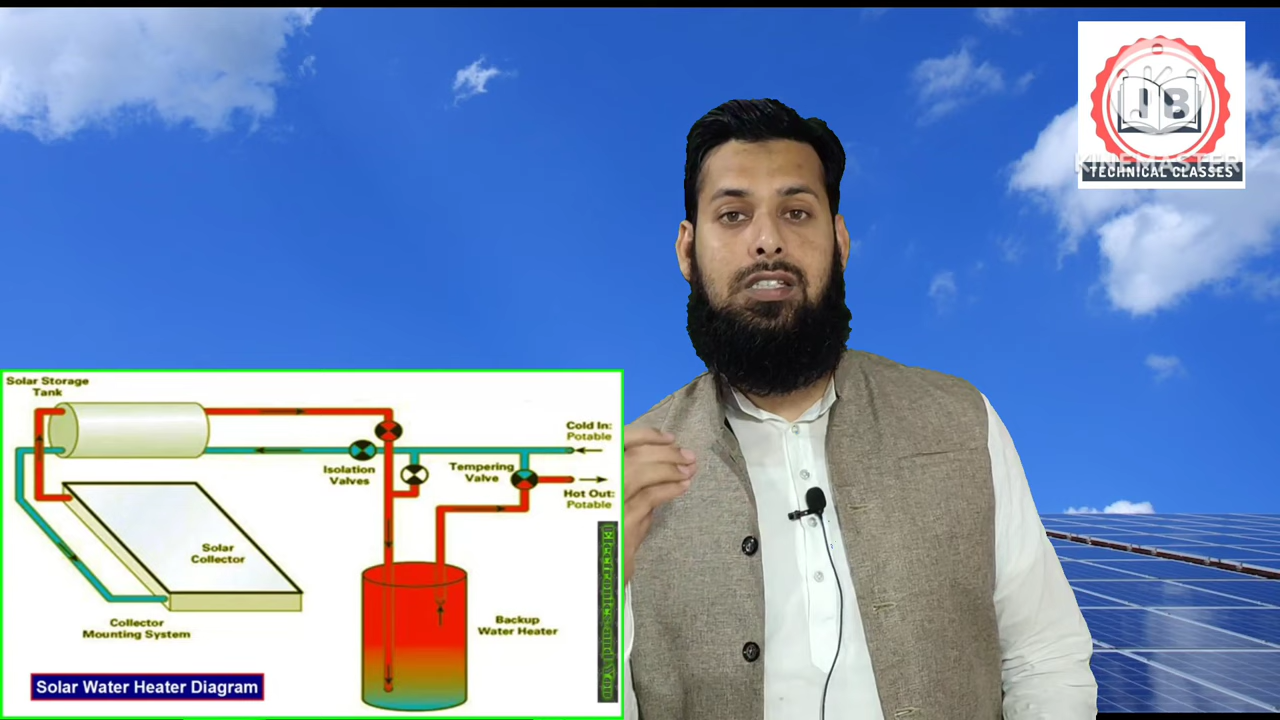 JB
KINEMASTER
TECHNICAL CLASSES
Solar Storage
Tank
Cold In:
Potable
Isolation
Valves
Tempering
Valve
Hot Out:
Potable
Solar
Collector
Collector
Mounting System
Backup
Water Heater
Solar Water Heater Diagram